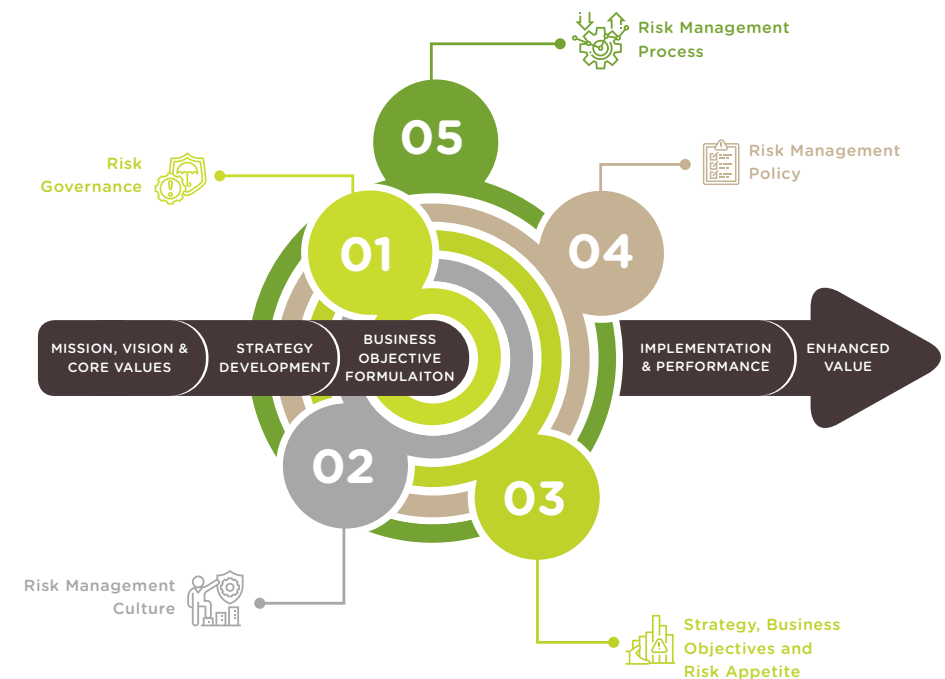 Risk Management
Process
05
Risk
Governance
Risk Management
Policy
01
04
MISSION, VISION &
CORE VALUES
STRATEGY
DEVELOPMENT
BUSINESS
OBJECTIVE
FORMULAITON
IMPLEMENTATION
& PERFORMANCE
ENHANCED
VALUE
02
03
Risk Management
Culture
Strategy, Business
Objectives and
Risk Appetite